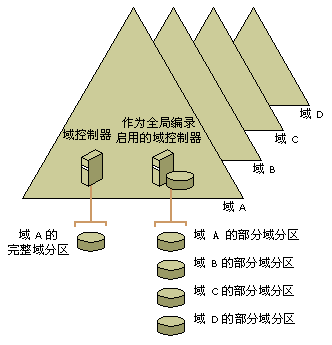 域 D
作为全局编录
启用的域控制器
域控制器
域 C
域 B
域 A
域 A 的
完整域分区
域 A 的部分域分区
域 B 的部分域分区
域 C 的部分域分区
域 D 的部分域分区